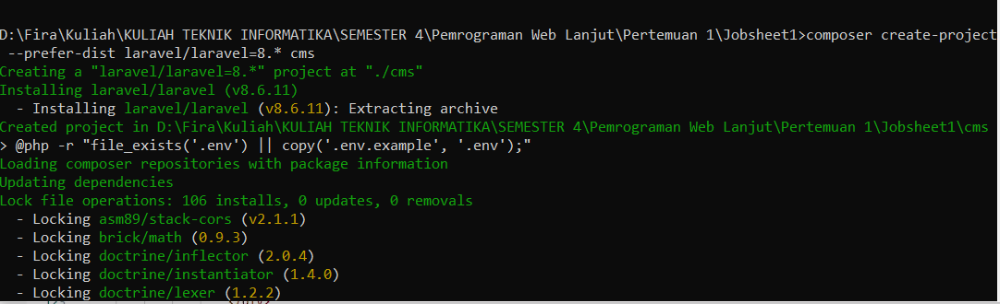 D:\Fira\Kuliah\KULIAH TEKNIK INFORMATIKA\SEMESTER 4\Pemrograman Web Lanjut\Pertemuan 1\Jobsheet1>composer create-project
--prefer-dist laravel/laravel=8.* cms
Creating a "laravel/laravel=8.*" project at "./cms"
Installing laravel/laravel (v8.6.11)
- Installing laravel/laravel (v8.6.11): Extracting archive
Created project in D:\Fira\Kuliah\KULIAH TEKNIK INFORMATIKA\SEMESTER 4\Pemrograman Web Lanjut\Pertemuan 1\Jobsheet1\cms
> @php -r "file_exists('.env') || copy('.env.example', '.env');"
Loading composer repositories with package information
Updating dependencies
Lock file operations: 106 installs, 0 updates, 0 removals
- Locking asm89/stack-cors (v2.1.1)
- Locking brick/math (0.9.3)
- Locking doctrine/inflector (2.0.4)
- Locking doctrine/instantiator (1.4.0)
- Locking doctrine/lexer (1.2.2)